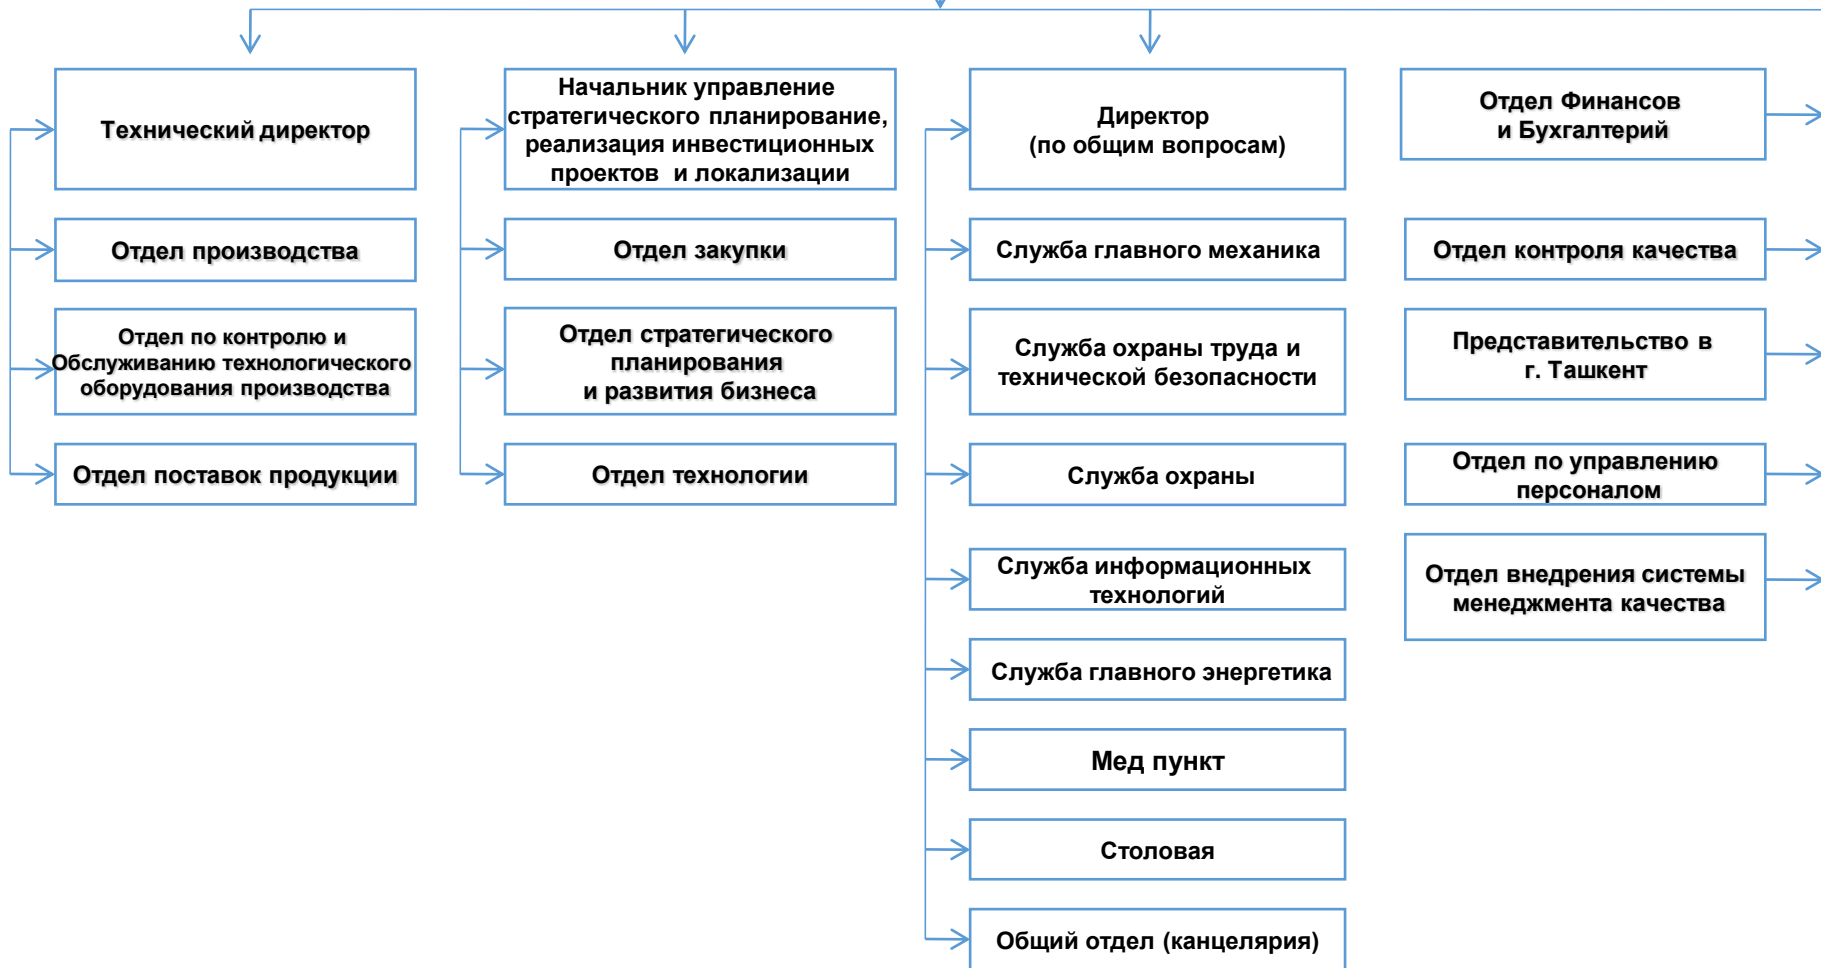 Технический директор
Отдел производства
Отдел по контролю и
Обслуживанию технологического
оборудования производства
Отдел поставок продукции
Начальник управление
стратегического планирование,
реализация инвестиционных
проектов и локализации
Отдел закупки
Отдел стратегического
планирования
и развития бизнеса
Отдел технологии
Директор
(по общим вопросам)
Служба главного механика
Служба охраны труда и
технической безопасности
Служба охраны
Служба информационных
технологий
Служба главного энергетика
Мед пункт
Столовая
Общий отдел (канцелярия)
Отдел Финансов
и Бухгалтерий
Отдел контроля качества
Представительство в
г. Ташкент
Отдел по управлению
персоналом
Отдел внедрения системы
менеджмента качества